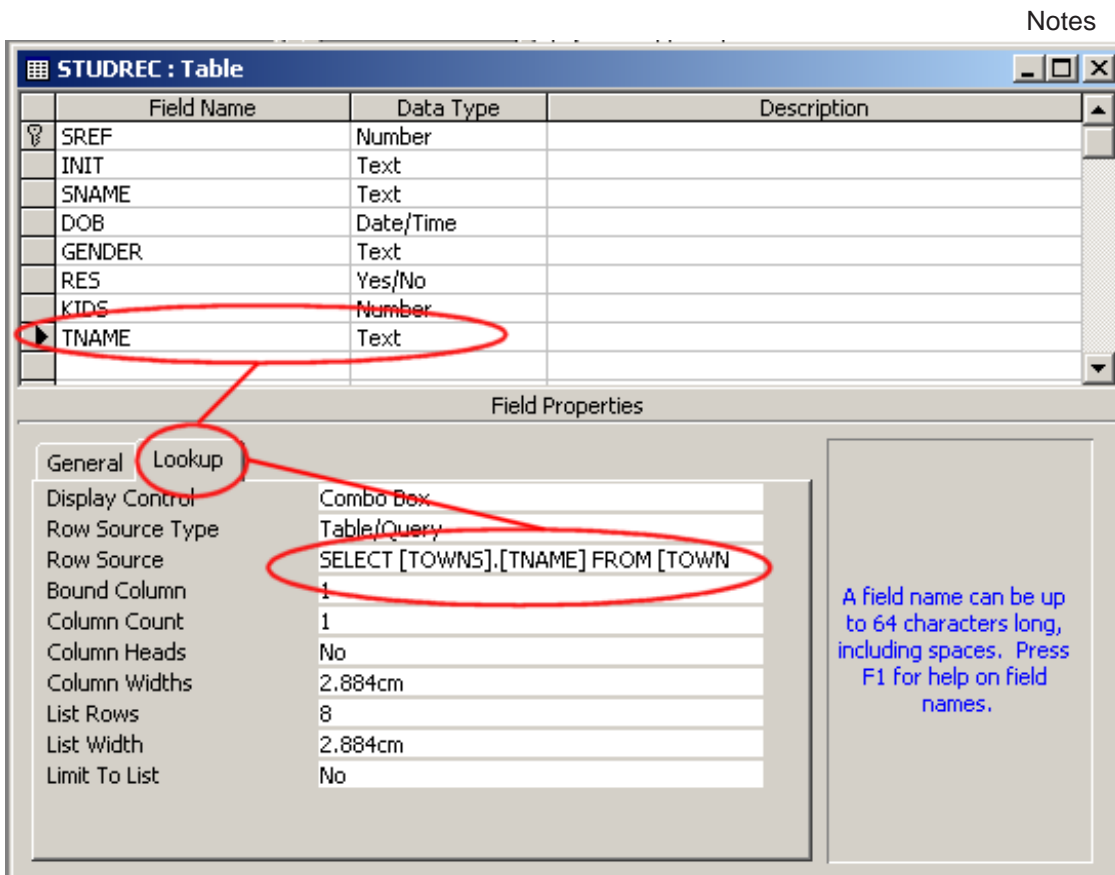 Notes
STUDREC : Table
Field Name Data Type Description
SREF Number
INIT Text
SNAME Text
DOB Date/Time
GENDER Text
RES Yes/No
KIDS Number
TNAME Text
Field Properties
General Lookup
Display Control Combo Box
Row Source Type Table/Query
Row Source SELECT [TOWNS].[TNAME] FROM [TOWN
Bound Column 1
Column Count 1
Column Heads No
Column Widths 2.884cm
List Rows 8
List Width 2.884cm
Limit To List No
A field name can be up
to 64 characters long,
including spaces. Press
F1 for help on field
names.